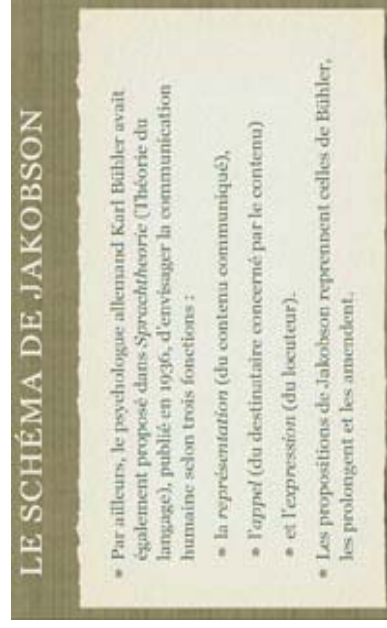 LE SCHÉMA DE JAKOBSON
• Par ailleurs, le psychologue allemand Karl Bühler avait
également proposé dans Sprachtheorie (Théorie du
langage), publié en 1936, d'envisager la communication
humaine selon trois fonctions :
• la représentation (du contenu communiqué),
• l'appel (du destinataire concerné par le contenu)
• et l'expression (du locuteur).
• Les propositions de Jakobson reprennent celles de Bühler,
les prolongent et les amendent.